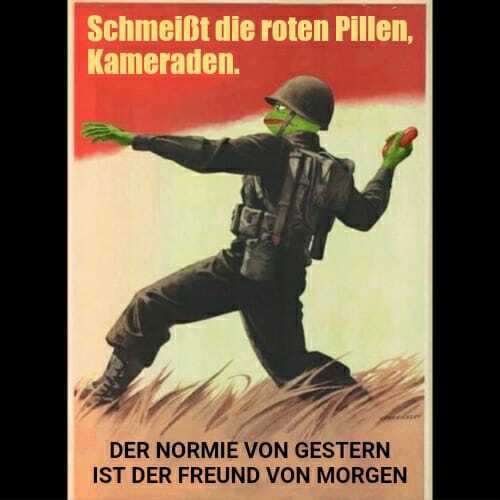 Schmeißt die roten Pillen,
Kameraden.
DER NORMIE VON GESTERN
IST DER FREUND VON MORGEN